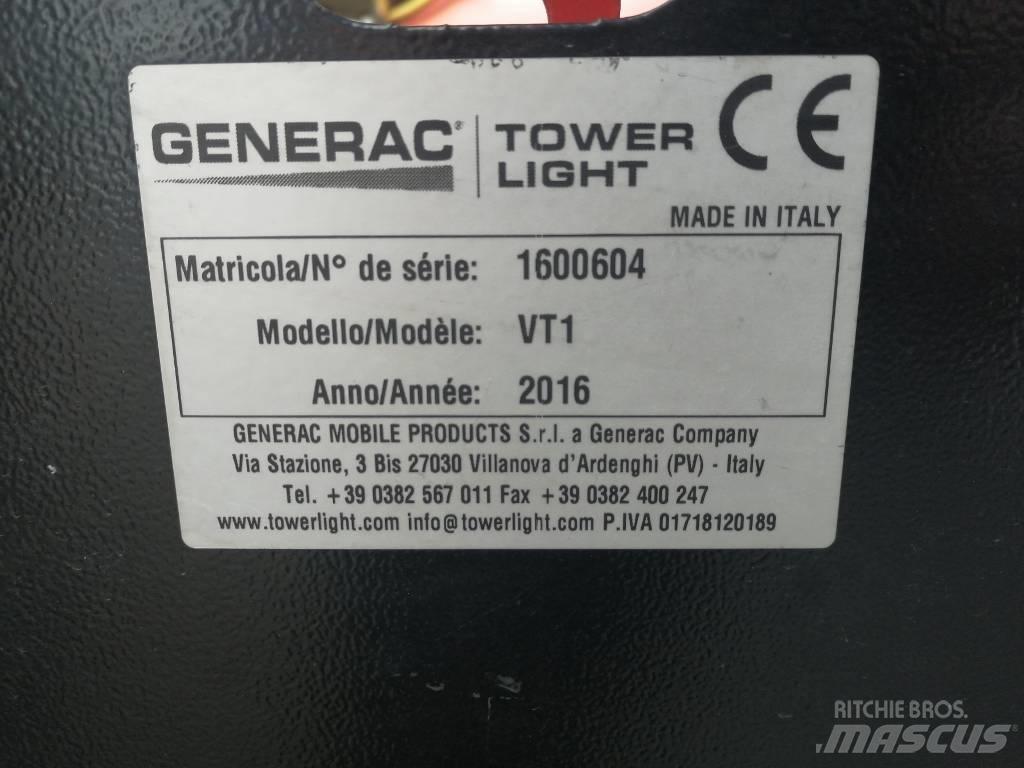 GENERAC® TOWER LIGHT CE
MADE IN ITALY
Matricola/N° de série: 1600604
Modello/Modèle: VT1
Anno/Année: 2016
GENERAC MOBILE PRODUCTS S.r.l. a Generac Company
Via Stazione, 3 Bis 27030 Villanova d'Ardenghi (PV) - Italy
Tel. +39 0382 567 011 Fax +39 0382 400 247
www.towerlight.com info@towerlight.com P.IVA 01718120189
RITCHIE BROS.
MASCUS